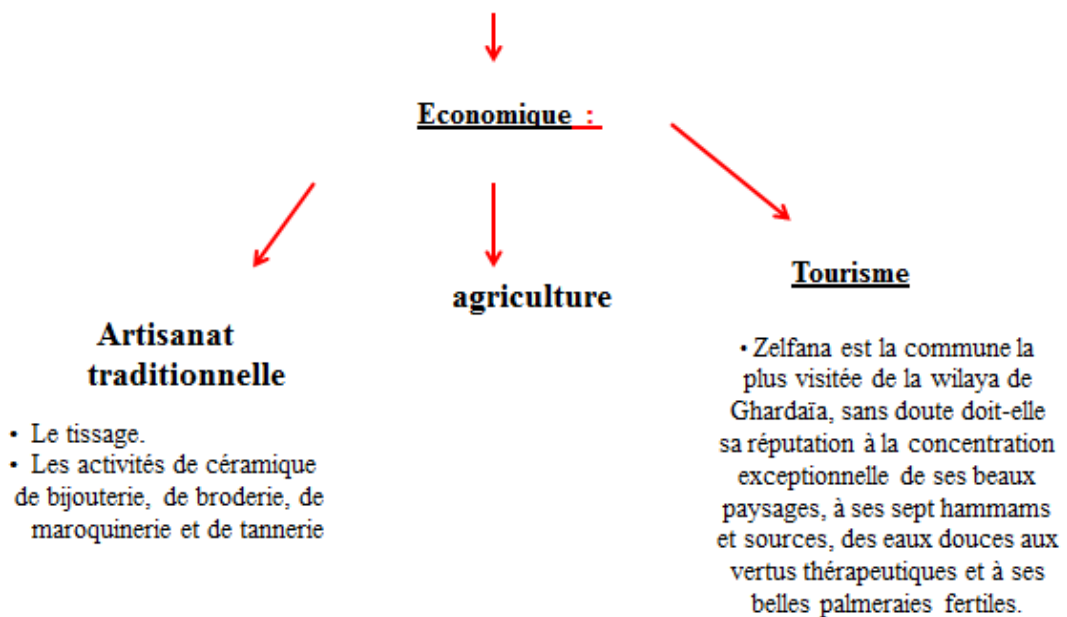 Economique :
Artisanat
traditionnelle
• Le tissage.
• Les activités de céramique
de bijouterie, de broderie, de
maroquinerie et de tannerie
agriculture
Tourisme
• Zelfana est la commune la
plus visitée de la wilaya de
Ghardaïa, sans doute doit-elle
sa réputation à la concentration
exceptionnelle de ses beaux
paysages, à ses sept hammams
et sources, des eaux douces aux
vertus thérapeutiques et à ses
belles palmeraies fertiles.